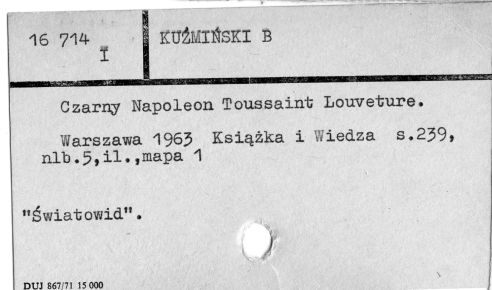 16 714 KUŹMIŃSKI B
I
Czarny Napoleon Toussaint Louveture.
Warszawa 1963 Książka i Wiedza s.239,
nlb.5,il.,mapa 1
"Światowid".
DUJ 867/71 15 000